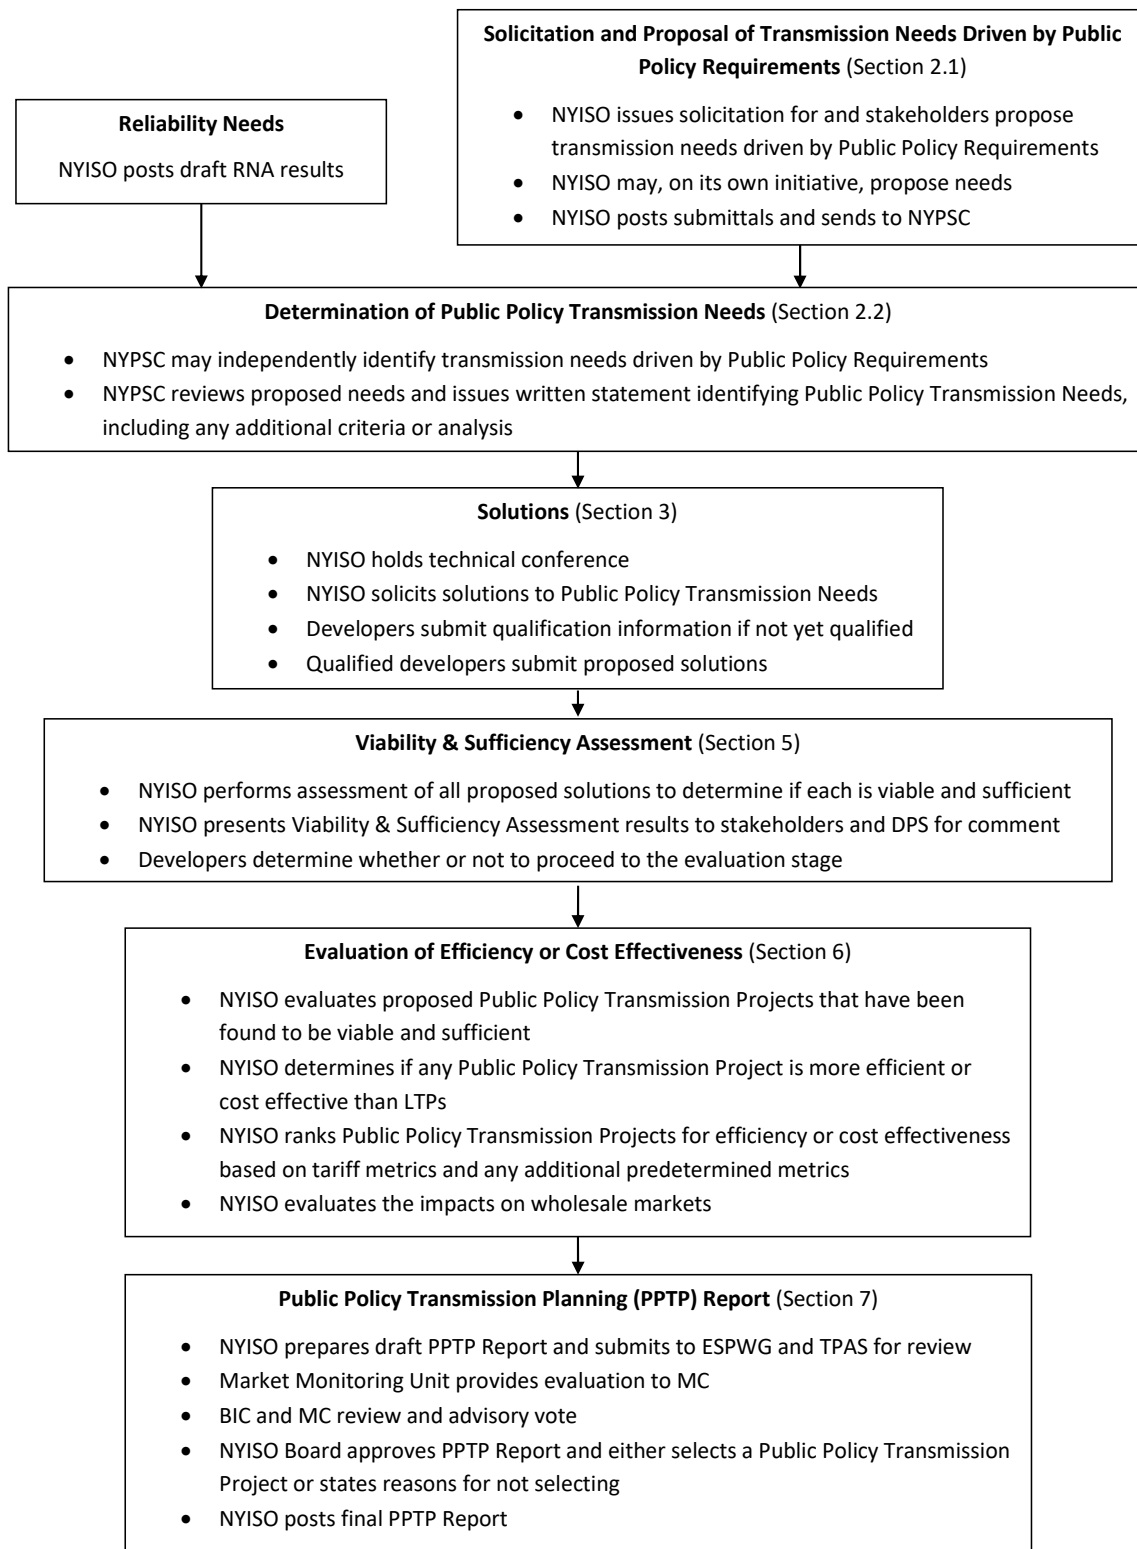 Solicitation and Proposal of Transmission Needs Driven by Public
Policy Requirements (Section 2.1)
• NYISO issues solicitation for and stakeholders propose
transmission needs driven by Public Policy Requirements
• NYISO may, on its own initiative, propose needs
• NYISO posts submittals and sends to NYPSC
Reliability Needs
NYISO posts draft RNA results
Determination of Public Policy Transmission Needs (Section 2.2)
• NYPSC may independently identify transmission needs driven by Public Policy Requirements
• NYPSC reviews proposed needs and issues written statement identifying Public Policy Transmission Needs,
including any additional criteria or analysis
Solutions (Section 3)
• NYISO holds technical conference
• NYISO solicits solutions to Public Policy Transmission Needs
• Developers submit qualification information if not yet qualified
• Qualified developers submit proposed solutions
Viability & Sufficiency Assessment (Section 5)
• NYISO performs assessment of all proposed solutions to determine if each is viable and sufficient
• NYISO presents Viability & Sufficiency Assessment results to stakeholders and DPS for comment
• Developers determine whether or not to proceed to the evaluation stage
Evaluation of Efficiency or Cost Effectiveness (Section 6)
• NYISO evaluates proposed Public Policy Transmission Projects that have been
found to be viable and sufficient
• NYISO determines if any Public Policy Transmission Project is more efficient or
cost effective than LTPs
• NYISO ranks Public Policy Transmission Projects for efficiency or cost effectiveness
based on tariff metrics and any additional predetermined metrics
• NYISO evaluates the impacts on wholesale markets
Public Policy Transmission Planning (PPTP) Report (Section 7)
• NYISO prepares draft PPTP Report and submits to ESPWG and TPAS for review
• Market Monitoring Unit provides evaluation to MC
• BIC and MC review and advisory vote
• NYISO Board approves PPTP Report and either selects a Public Policy Transmission
Project or states reasons for not selecting
• NYISO posts final PPTP Report